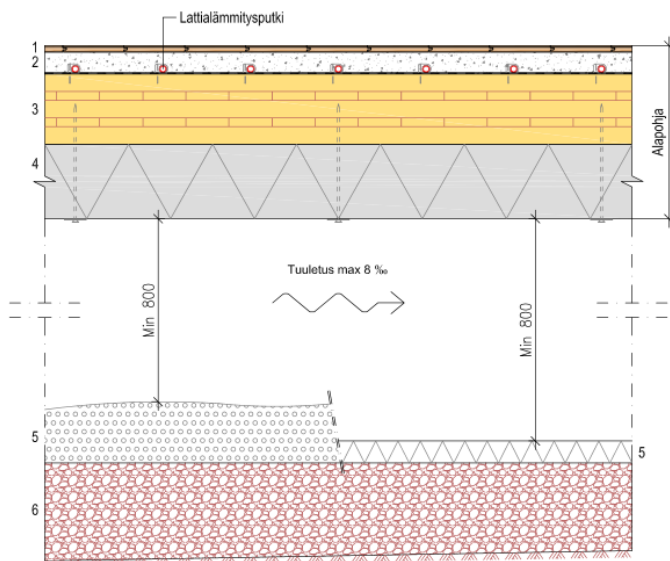 Lattialämmitysputki
1
2
3
4
Alapohja
Tuuletus max 8 ‰
Min 800
Min 800
5
5
6